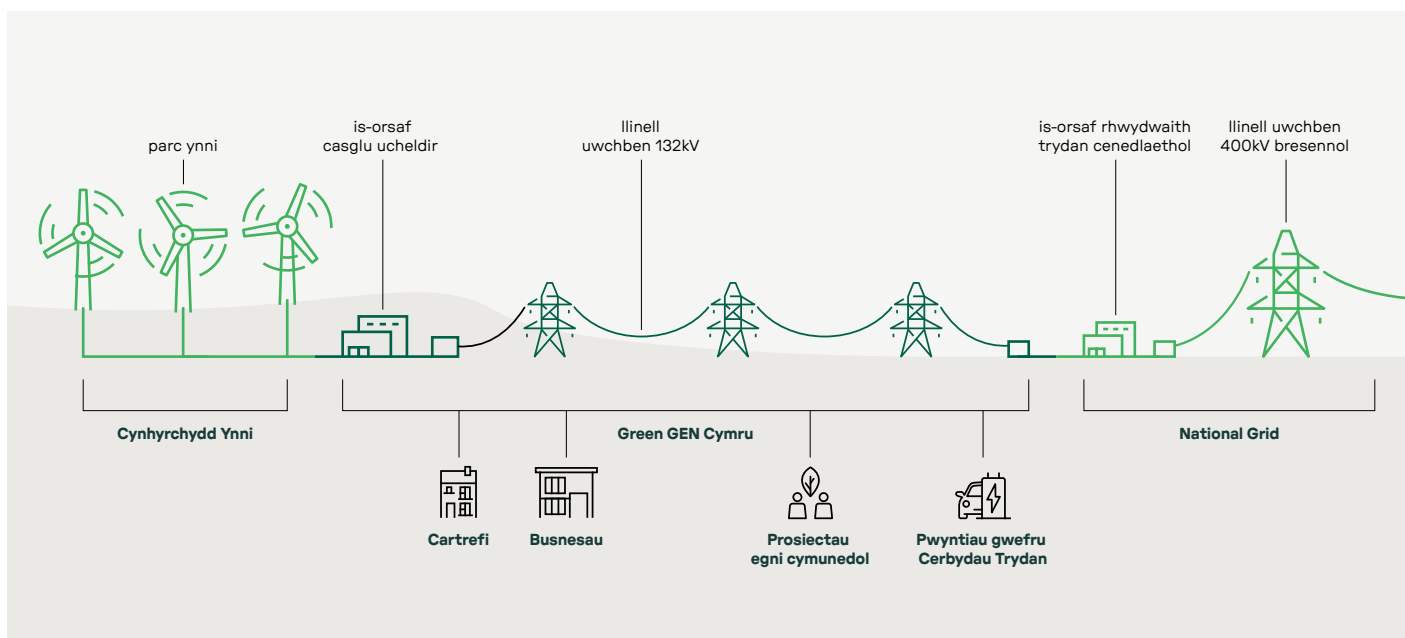 parc ynni
is-orsaf
casglu ucheldir
llinell
uwchben 132kV
is-orsaf rhwydwaith
trydan cenedlaethol
llinell uwchben
400kV bresennol
Cynhyrchydd Ynni
Green GEN Cymru
National Grid
Cartrefi
Busnesau
Prosiectau
egni cymunedol
Pwyntiau gwefru
Cerbydau Trydan